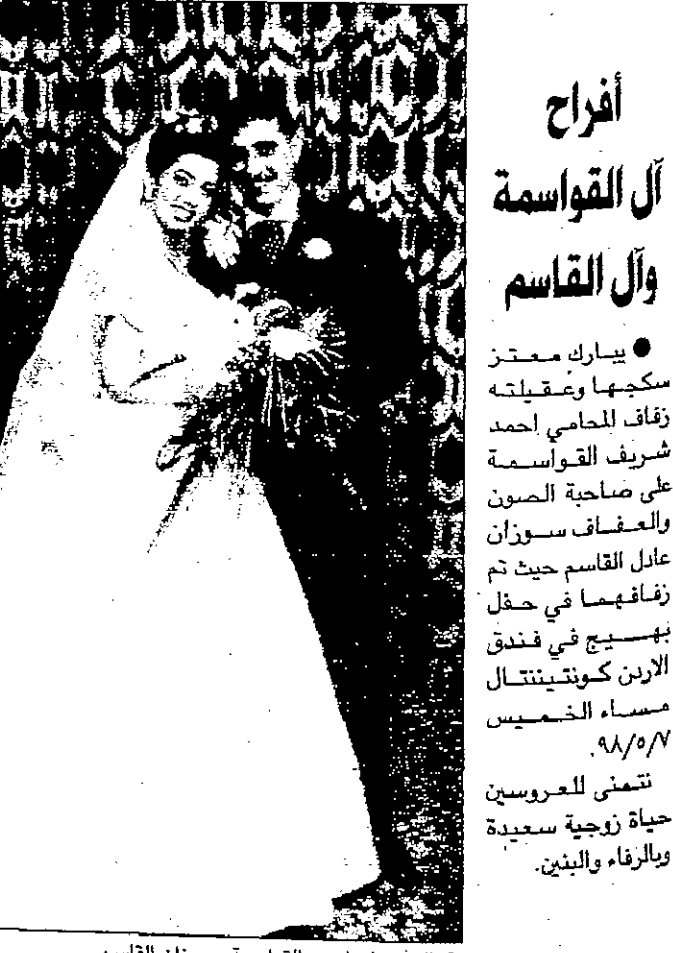 أفراح
آل القواسمة
وآل القاسم
● يبارك معتز
سكجها وعقيلته
زفاف المحامي احمد
شريف القواسمة
على صاحبة الصون
والعفاف سوزان
عادل القاسم حيث تم
زفافهما في حفل
بهيج في فندق
الاردن كونتيننتال
مساء الخميس
٩٨/٥/٧.
نتمنى للعروسين
حياة زوجية سعيدة
وبالرفاء والبنين.